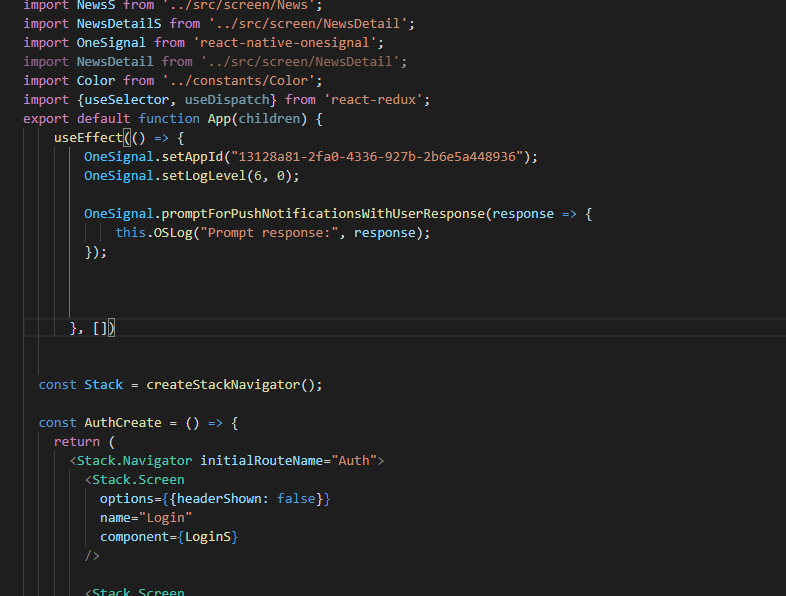 import NewsS from '../src/screen/News';
import NewsDetailS from '../src/screen/NewsDetail';
import OneSignal from 'react-native-onesignal';
import NewsDetail from '../src/screen/NewsDetail';
import Color from '../constants/Color';
import {useSelector, useDispatch} from 'react-redux';
export default function App(children) {
useEffect(() => {
OneSignal.setAppId("13128a81-2fa0-4336-927b-2b6e5a448936");
OneSignal.setLogLevel(6, 0);
OneSignal.promptForPushNotificationsWithUserResponse(response => {
this.OSLog("Prompt response:", response);
});
}, [])
const Stack = createStackNavigator();
const AuthCreate = () => {
return (
<Stack.Navigator initialRouteName="Auth">
<Stack.Screen
options={{headerShown: false}}
name="Login"
component={LoginS}
/>
<Stack.Screen